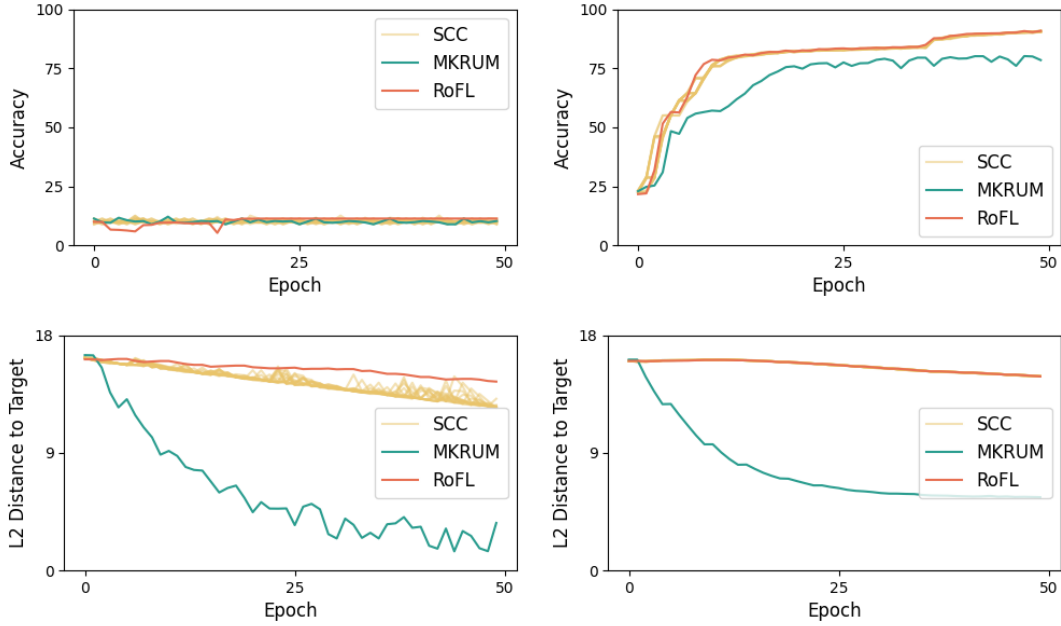 100
75
50
25
0
Accuracy
SCC
MKRUM
RoFL
0
25
50
Epoch
100
75
50
25
0
Accuracy
SCC
MKRUM
RoFL
0
25
50
Epoch
18
9
0
L2 Distance to Target
SCC
MKRUM
RoFL
0
25
50
Epoch
18
9
0
L2 Distance to Target
SCC
MKRUM
RoFL
0
25
50
Epoch